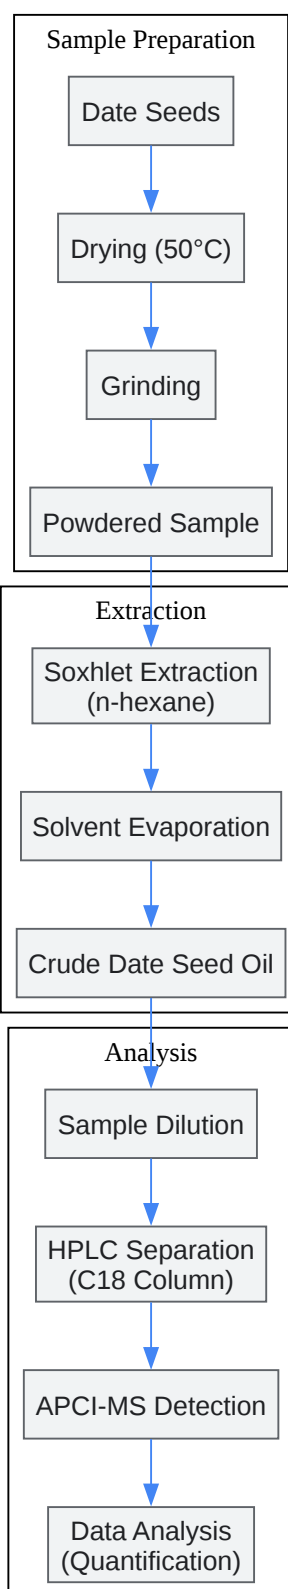 Sample Preparation
Date Seeds
Drying (50°C)
Grinding
Powdered Sample
Extraction
Soxhlet Extraction
(n-hexane)
Solvent Evaporation
Crude Date Seed Oil
Analysis
Sample Dilution
HPLC Separation
(C18 Column)
APCI-MS Detection
Data Analysis
(Quantification)